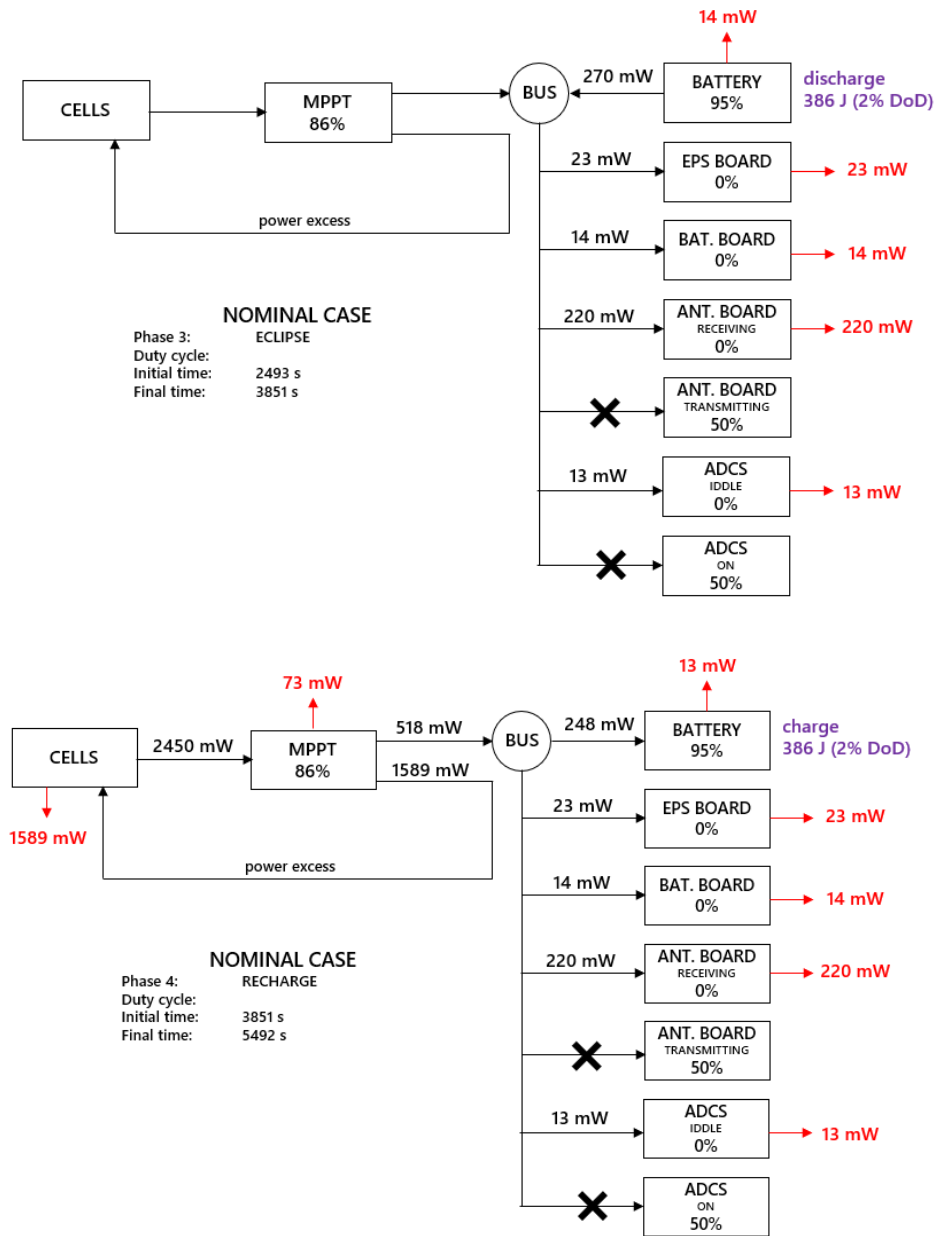 14 mW
CELLS
MPPT
86%
BUS
270 mW
BATTERY
95%
discharge
386 J (2% DoD)
power excess
23 mW
EPS BOARD
0%
23 mW
14 mW
BAT. BOARD
0%
14 mW
220 mW
ANT. BOARD
RECEIVING
0%
220 mW
ANT. BOARD
TRANSMITTING
50%
13 mW
ADCS
IDDLE
0%
13 mW
ADCS
ON
50%
NOMINAL CASE
Phase 3: ECLIPSE
Duty cycle:
Initial time: 2493 s
Final time: 3851 s
13 mW
73 mW
CELLS
2450 mW
MPPT
86%
518 mW
1589 mW
BUS
248 mW
BATTERY
95%
charge
386 J (2% DoD)
1589 mW
power excess
23 mW
EPS BOARD
0%
23 mW
14 mW
BAT. BOARD
0%
14 mW
220 mW
ANT. BOARD
RECEIVING
0%
220 mW
ANT. BOARD
TRANSMITTING
50%
13 mW
ADCS
IDDLE
0%
13 mW
ADCS
ON
50%
NOMINAL CASE
Phase 4: RECHARGE
Duty cycle:
Initial time: 3851 s
Final time: 5492 s